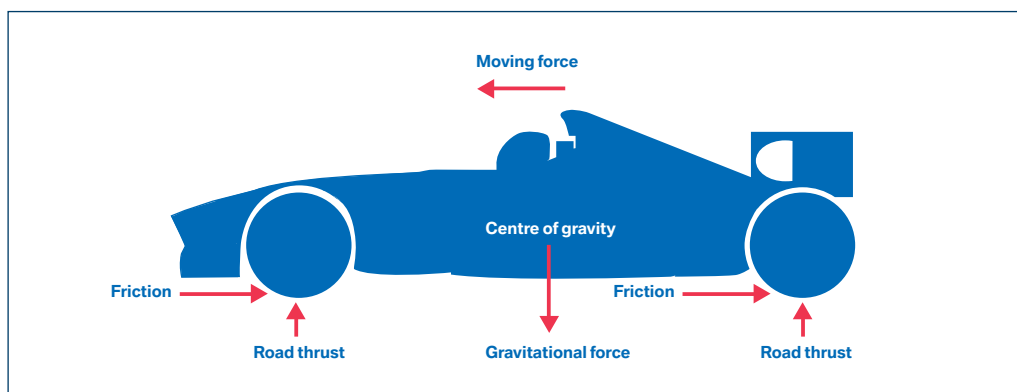 Moving force
Centre of gravity
Friction
Friction
Road thrust
Gravitational force
Road thrust